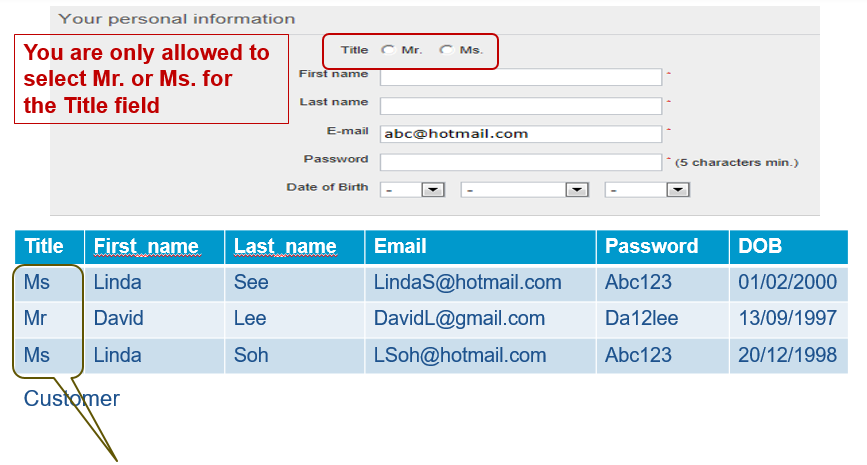 Your personal information
You are only allowed to
select Mr. or Ms. for
the Title field
Title Mr. Ms.
First name -
Last name -
E-mail abc@hotmail.com -
Password - (5 characters min.)
Date of Birth - - -
Title First_name Last_name Email Password DOB
Ms Linda See LindaS@hotmail.com Abc123 01/02/2000
Mr David Lee DavidL@gmail.com Da12lee 13/09/1997
Ms Linda Soh LSoh@hotmail.com Abc123 20/12/1998
Customer